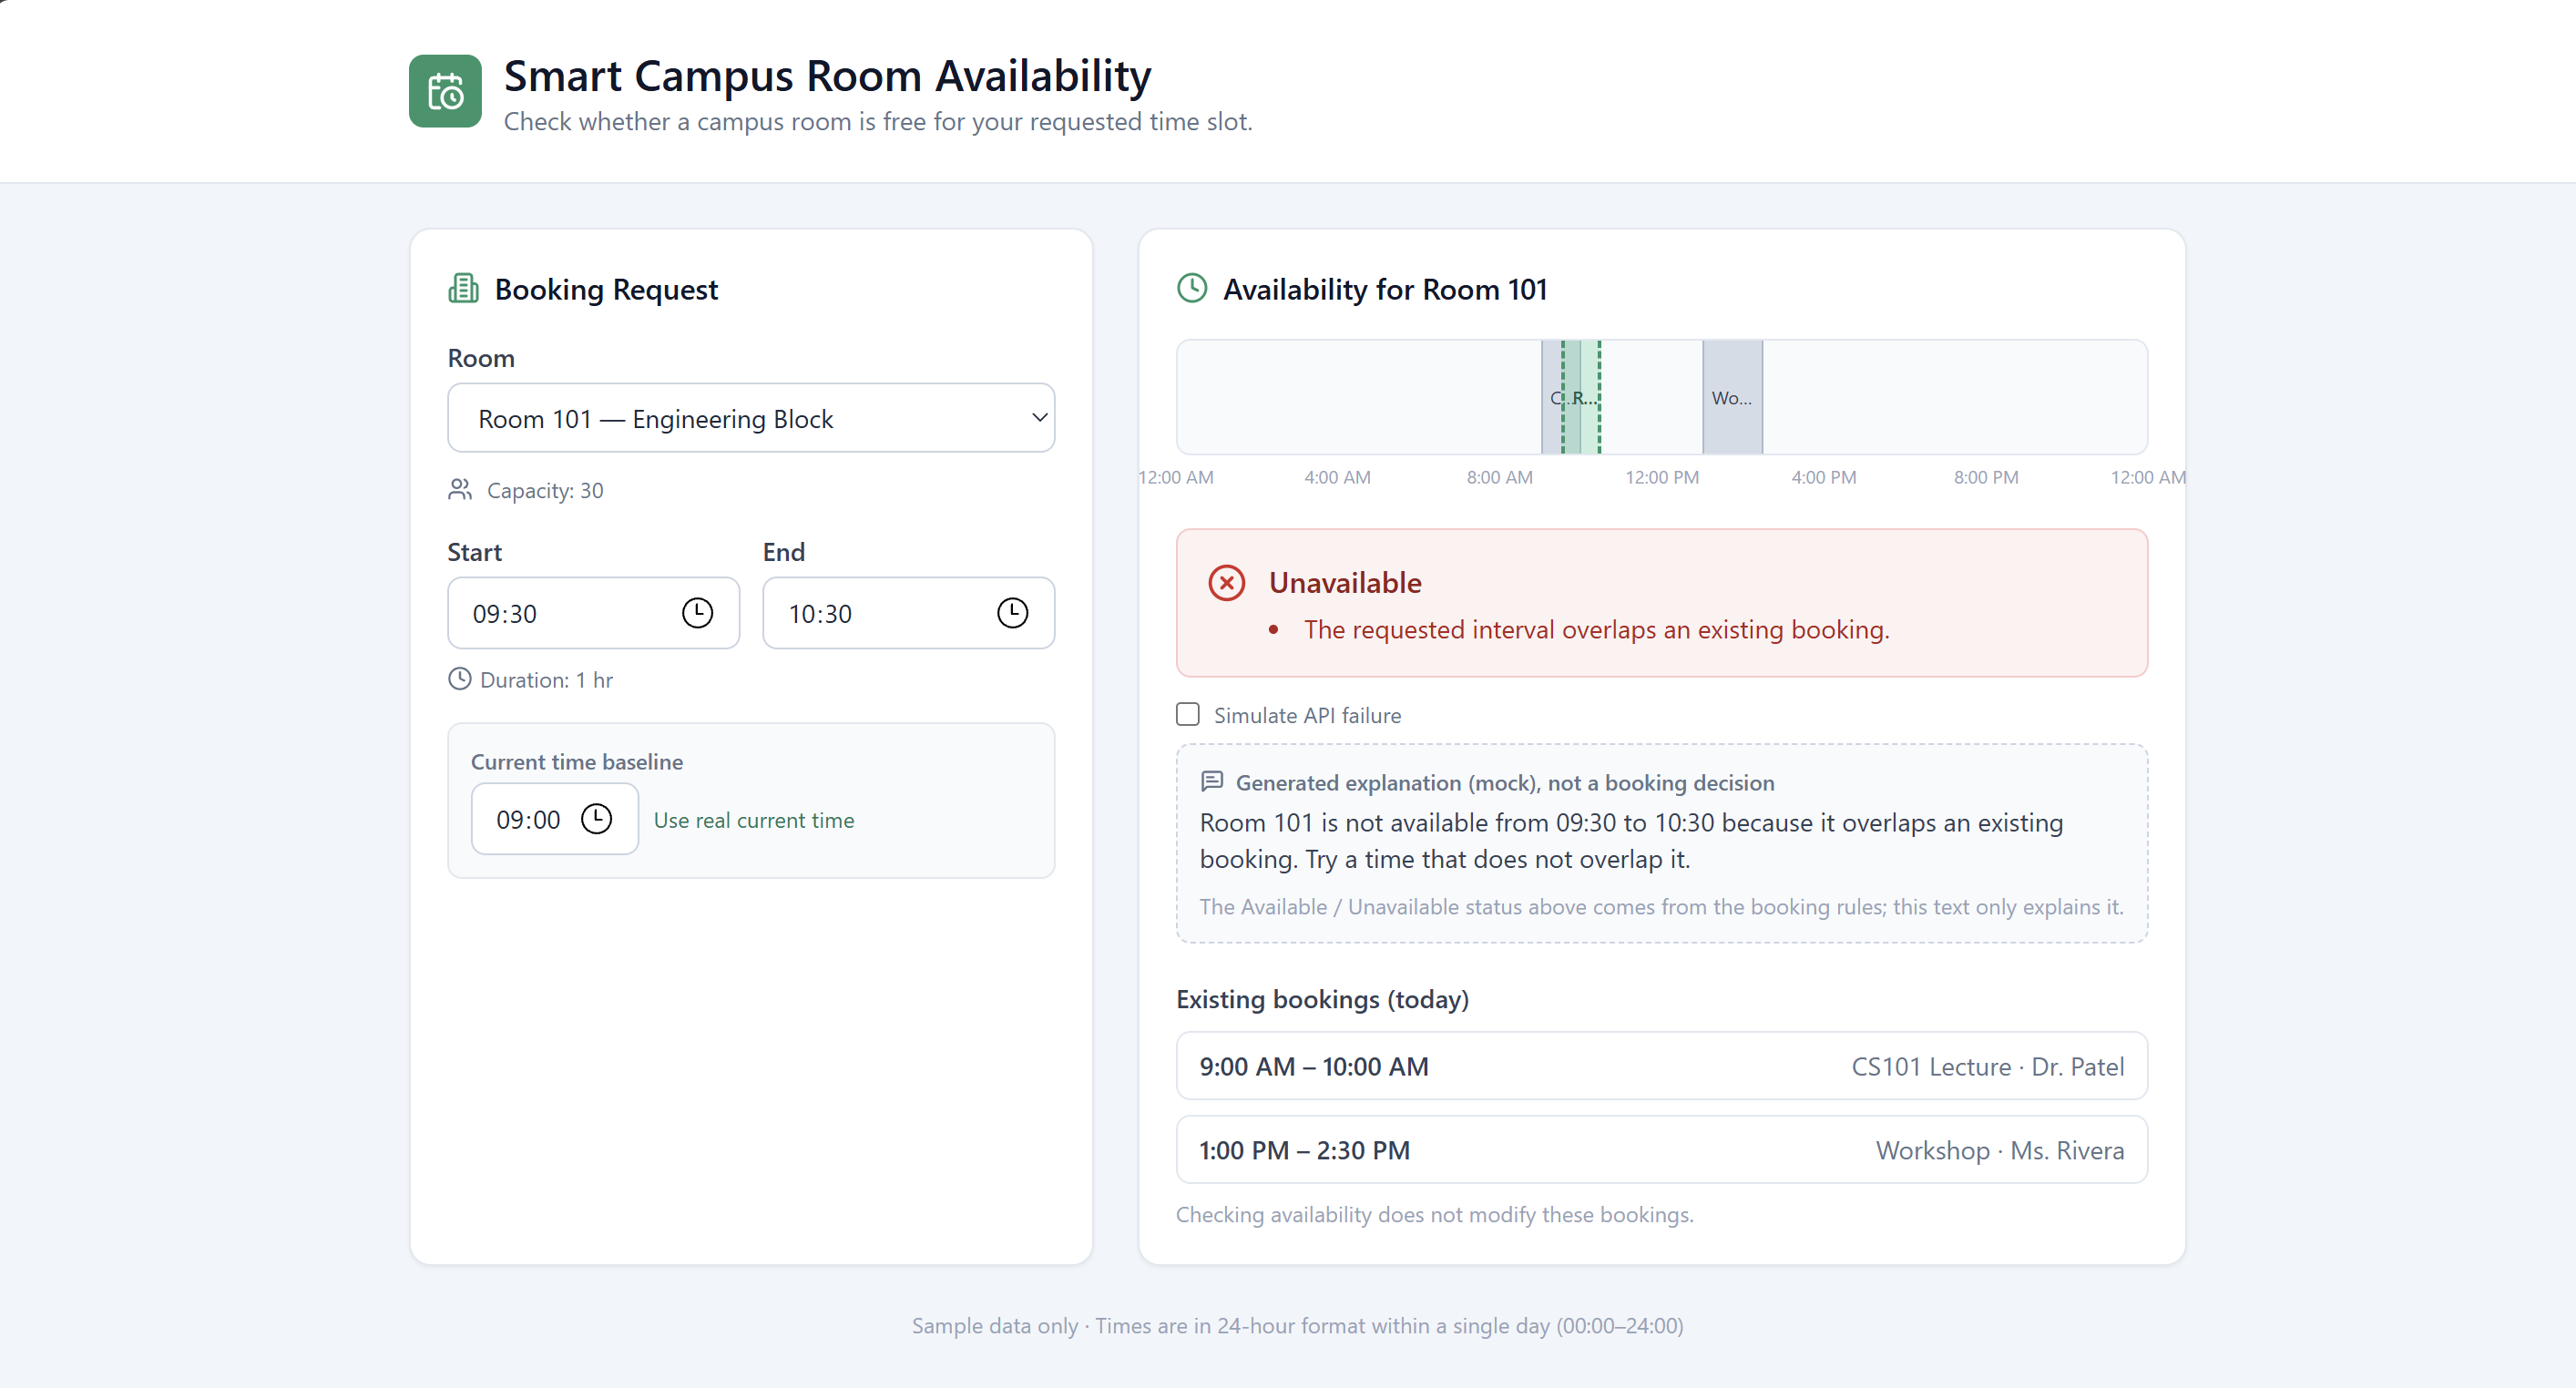 Smart Campus Room Availability
Check whether a campus room is free for your requested time slot.
Booking Request
Room
Room 101 — Engineering Block
Capacity: 30
Start
End
09:30
10:30
Duration: 1 hr
Current time baseline
09:00
Use real current time
Availability for Room 101
C…
R…
Wo…
12:00 AM
4:00 AM
8:00 AM
12:00 PM
4:00 PM
8:00 PM
12:00 AM
Unavailable
• The requested interval overlaps an existing booking.
Simulate API failure
Generated explanation (mock), not a booking decision
Room 101 is not available from 09:30 to 10:30 because it overlaps an existing
booking. Try a time that does not overlap it.
The Available / Unavailable status above comes from the booking rules; this text only explains it.
Existing bookings (today)
9:00 AM – 10:00 AM
CS101 Lecture · Dr. Patel
1:00 PM – 2:30 PM
Workshop · Ms. Rivera
Checking availability does not modify these bookings.
Sample data only · Times are in 24-hour format within a single day (00:00–24:00)